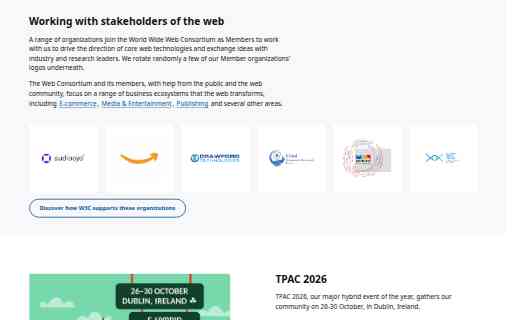 Working with stakeholders of the web
A range of organizations join the World Wide Web Consortium as Members to work
with us to drive the direction of core web technologies and exchange ideas with
industry and research leaders. We rotate randomly a few of our Member organizations'
logos underneath.
The Web Consortium and its members, with help from the public and the web
community, focus on a range of business ecosystems that the web transforms,
including E-commerce, Media & Entertainment, Publishing and several other areas.
CRAWFORD
TECHNOLOGIES
Discover how W3C supports these organizations
26-30 OCTOBER
DUBLIN, IRELAND
TPAC 2026
TPAC 2026, our major hybrid event of the year, gathers our
community on 26-30 October, in Dublin, Ireland.